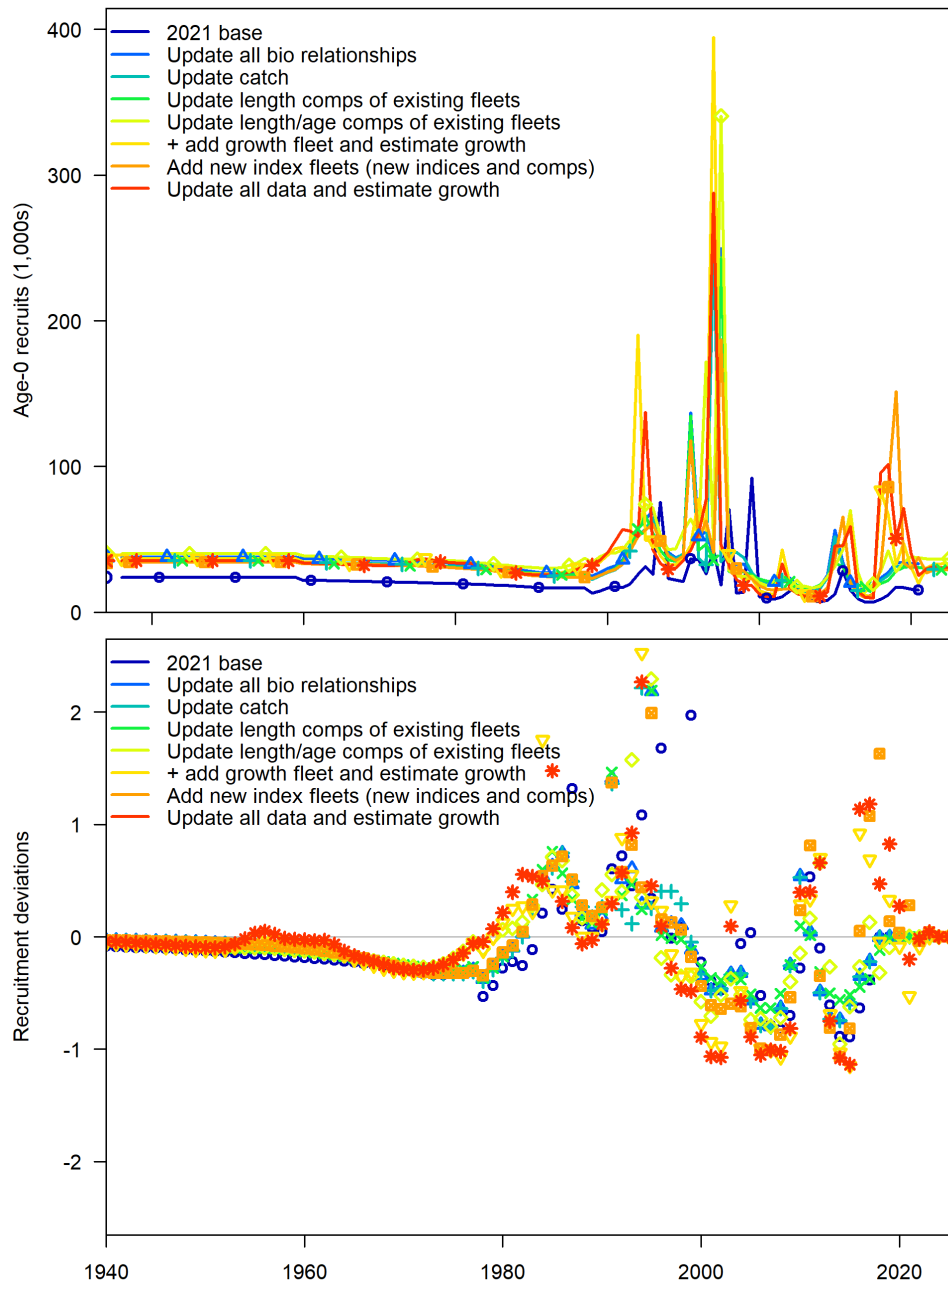 400
300
200
100
0
Age-0 recruits (1,000s)
2021 base
Update all bio relationships
Update catch
Update length comps of existing fleets
Update length/age comps of existing fleets
+ add growth fleet and estimate growth
Add new index fleets (new indices and comps)
Update all data and estimate growth
2
1
0
-1
-2
Recruitment deviations
2021 base
Update all bio relationships
Update catch
Update length comps of existing fleets
Update length/age comps of existing fleets
+ add growth fleet and estimate growth
Add new index fleets (new indices and comps)
Update all data and estimate growth
1940 1960 1980 2000 2020